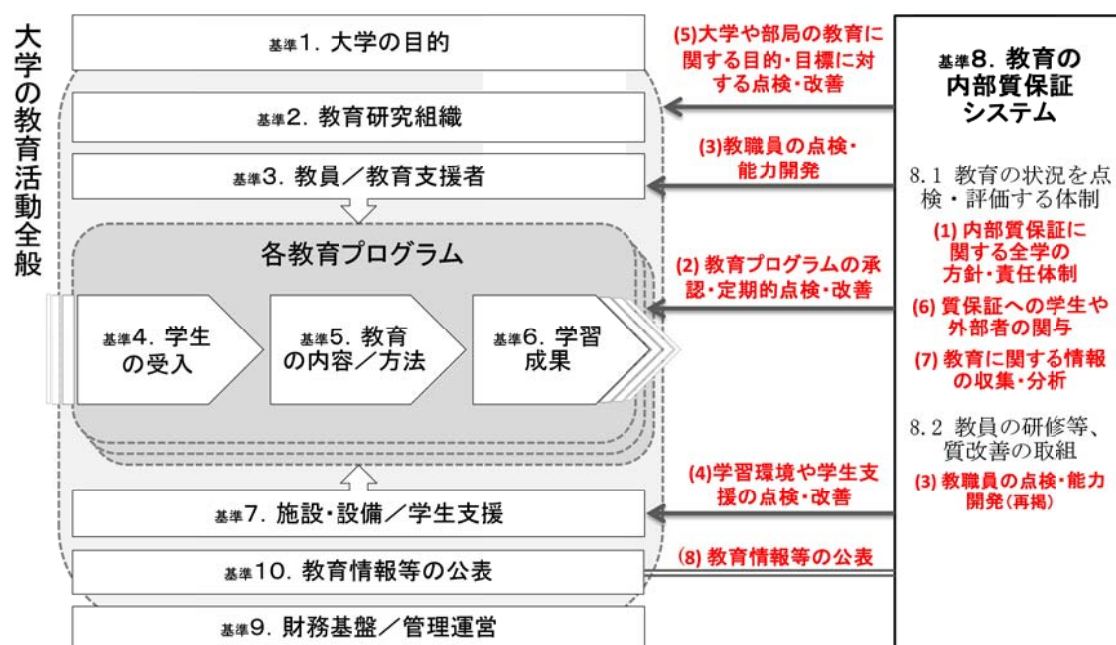 大学の教育活動全般
基準1. 大学の目的
基準2. 教育研究組織
基準3. 教員／教育支援者
各教育プログラム
基準4. 学生
の受入
基準5. 教育
の内容／方法
基準6. 学習
成果
基準7. 施設・設備／学生支援
基準10. 教育情報等の公表
基準9. 財務基盤／管理運営
(5)大学や部局の教育に
関する目的・目標に対
する点検・改善
(3)教職員の点検・
能力開発
(2) 教育プログラムの承
認・定期的点検・改善
(4)学習環境や学生支
援の点検・改善
(8) 教育情報等の公表
基準8. 教育の
内部質保証
システム
8.1 教育の状況を点
検・評価する体制
(1) 内部質保証に
関する全学の
方針・責任体制
(6) 質保証への学生や
外部者の関与
(7) 教育に関する情報
の収集・分析
8.2 教員の研修等、
質改善の取組
(3) 教職員の点検・能力
開発(再掲)